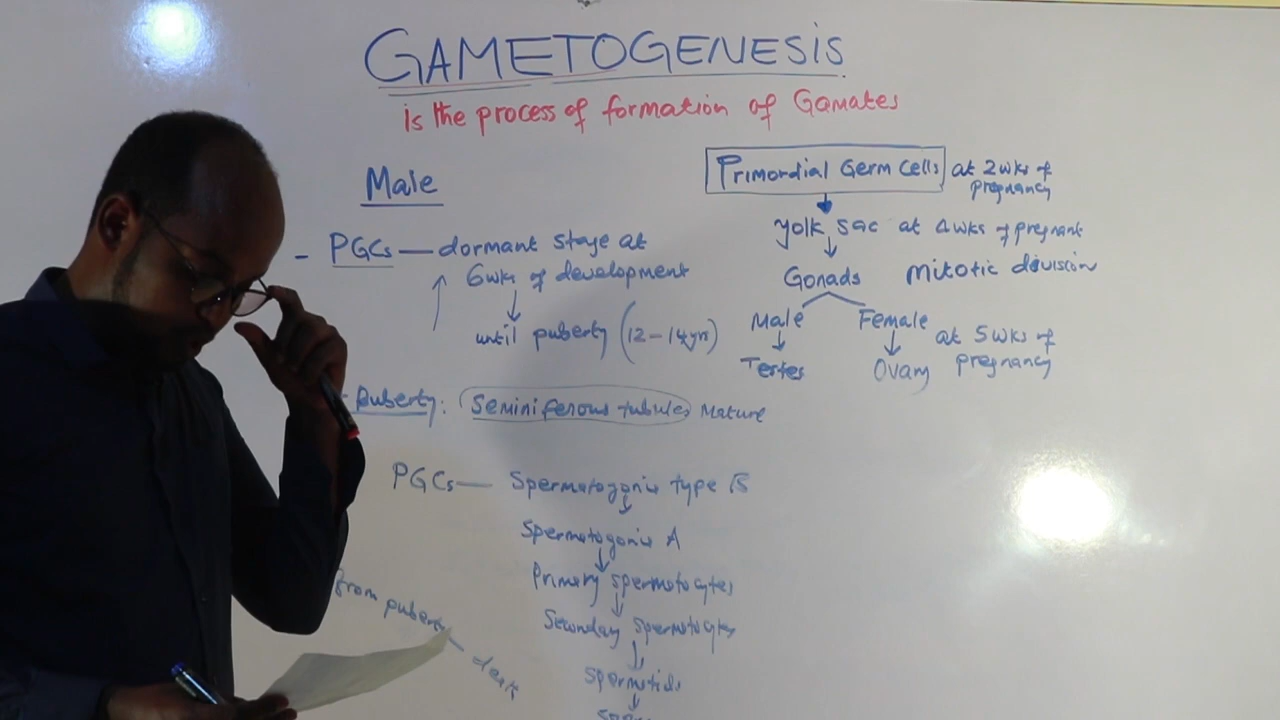 GAMETOGENESIS
is the process of formation of Gamates
Male
- PGCs — dormant stage at
6wks of development
until puberty (12-14yr)
Primordial Germ Cells at 2wks of
pregnancy
yolk sac at 4wks of pregnant
Gonads mitotic division
Male Female at 5wks of
pregnancy
Testes Ovary
- Puberty: Seminiferous tubules Mature
PGCs — Spermatogonia type B
Spermatogonia A
Primary spermatocytes
Secondary spermatocytes
Spermatids
from puberty — death